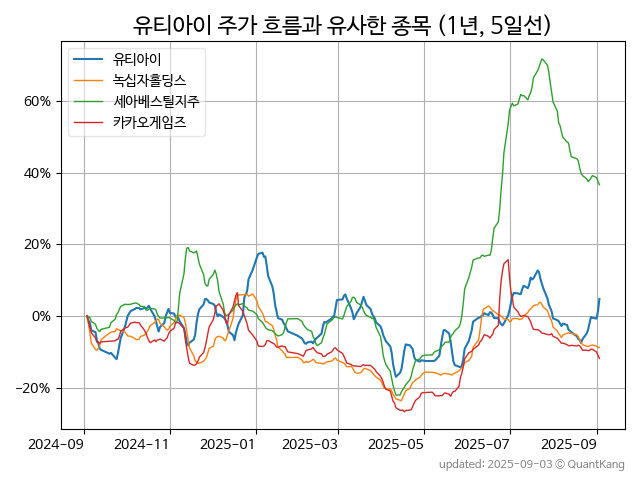 유티아이 주가 흐름과 유사한 종목 (1년, 5일선)
유티아이
녹십자홀딩스
세아베스틸지주
카카오게임즈
60%
40%
20%
0%
−20%
2024-09 2024-11 2025-01 2025-03 2025-05 2025-07 2025-09
updated: 2025-09-03 © QuantKang